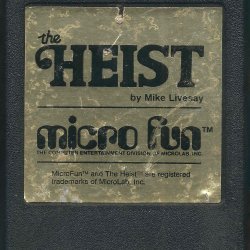 the
HEIST
by Mike Livesay
micro fun™
THE COMPUTER ENTERTAINMENT DIVISION OF MICROLAB, INC.
MicroFun™ and The Heist™ are registered
trademarks of MicroLab, Inc.